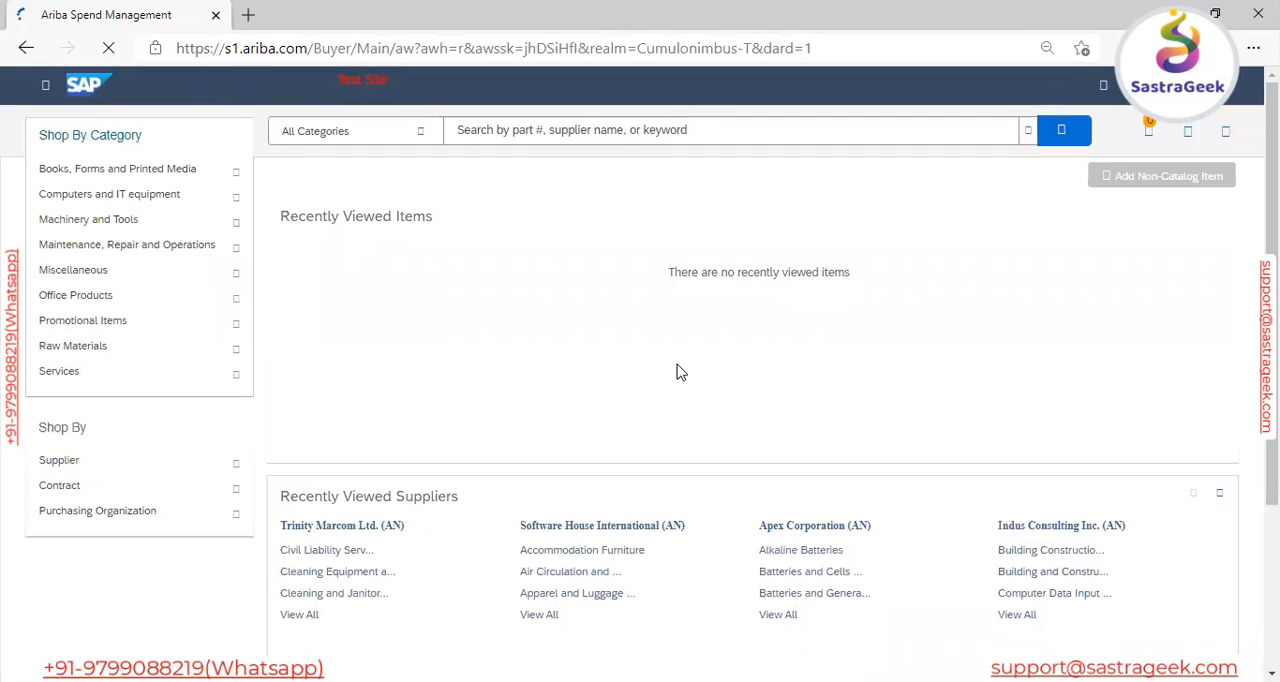 Ariba Spend Management
https://s1.ariba.com/Buyer/Main/aw?awh=r&awssk=jhDSiHfI&realm=Cumulonimbus-T&dard=1
SastraGeek
SAP
Test Site
Shop By Category
All Categories
Search by part #, supplier name, or keyword
0
Books, Forms and Printed Media
Computers and IT equipment
Machinery and Tools
Maintenance, Repair and Operations
Miscellaneous
Office Products
Promotional Items
Raw Materials
Services
Add Non-Catalog Item
Recently Viewed Items
There are no recently viewed items
Shop By
Supplier
Contract
Purchasing Organization
Recently Viewed Suppliers
Trinity Marcom Ltd. (AN)
Civil Liability Serv...
Cleaning Equipment a...
Cleaning and Janitor...
View All
Software House International (AN)
Accommodation Furniture
Air Circulation and ...
Apparel and Luggage ...
View All
Apex Corporation (AN)
Alkaline Batteries
Batteries and Cells ...
Batteries and Genera...
View All
Indus Consulting Inc. (AN)
Building Constructio...
Building and Constru...
Computer Data Input ...
View All
+91-9799088219(Whatsapp)
support@sastrageek.com
+91-9799088219(Whatsapp)
support@sastrageek.com